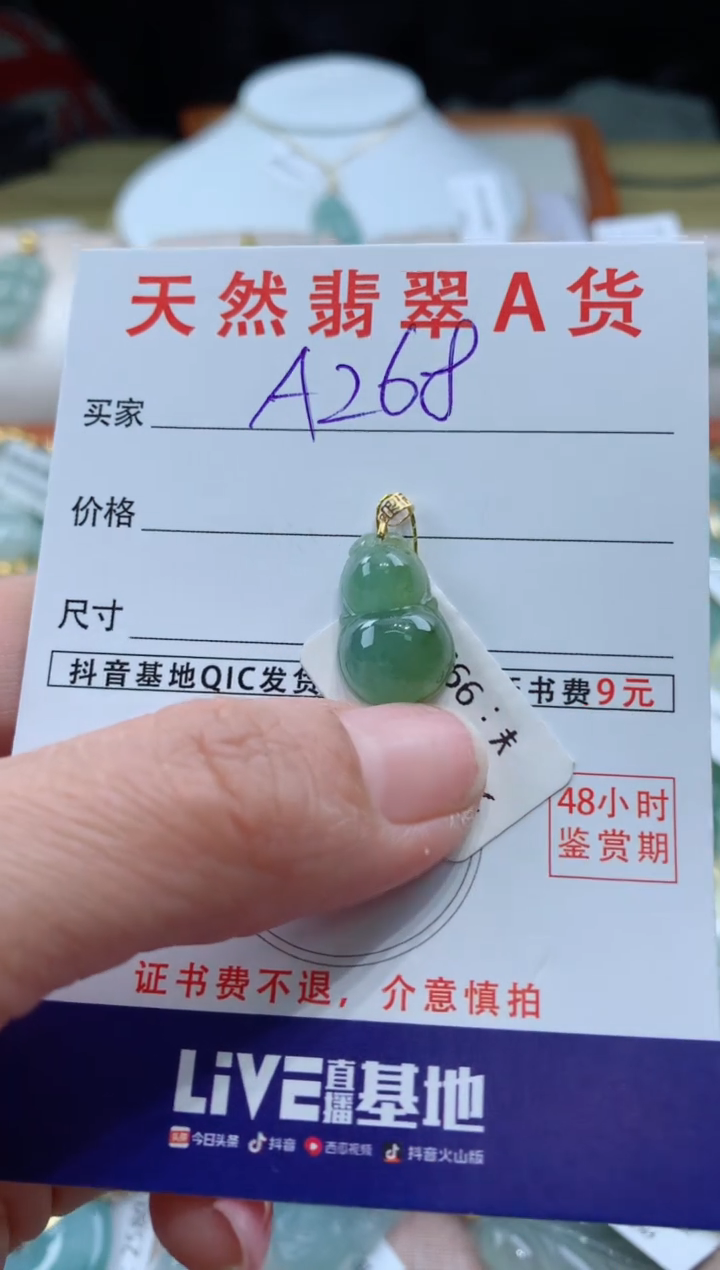 天然翡翠A货
买家 A268
价格
尺寸
抖音基地QIC发货
书费9元
66:夫
48小时
鉴赏期
证书费不退，介意慎拍
LiVE直播基地
今日头条 抖音 西瓜视频 抖音火山版